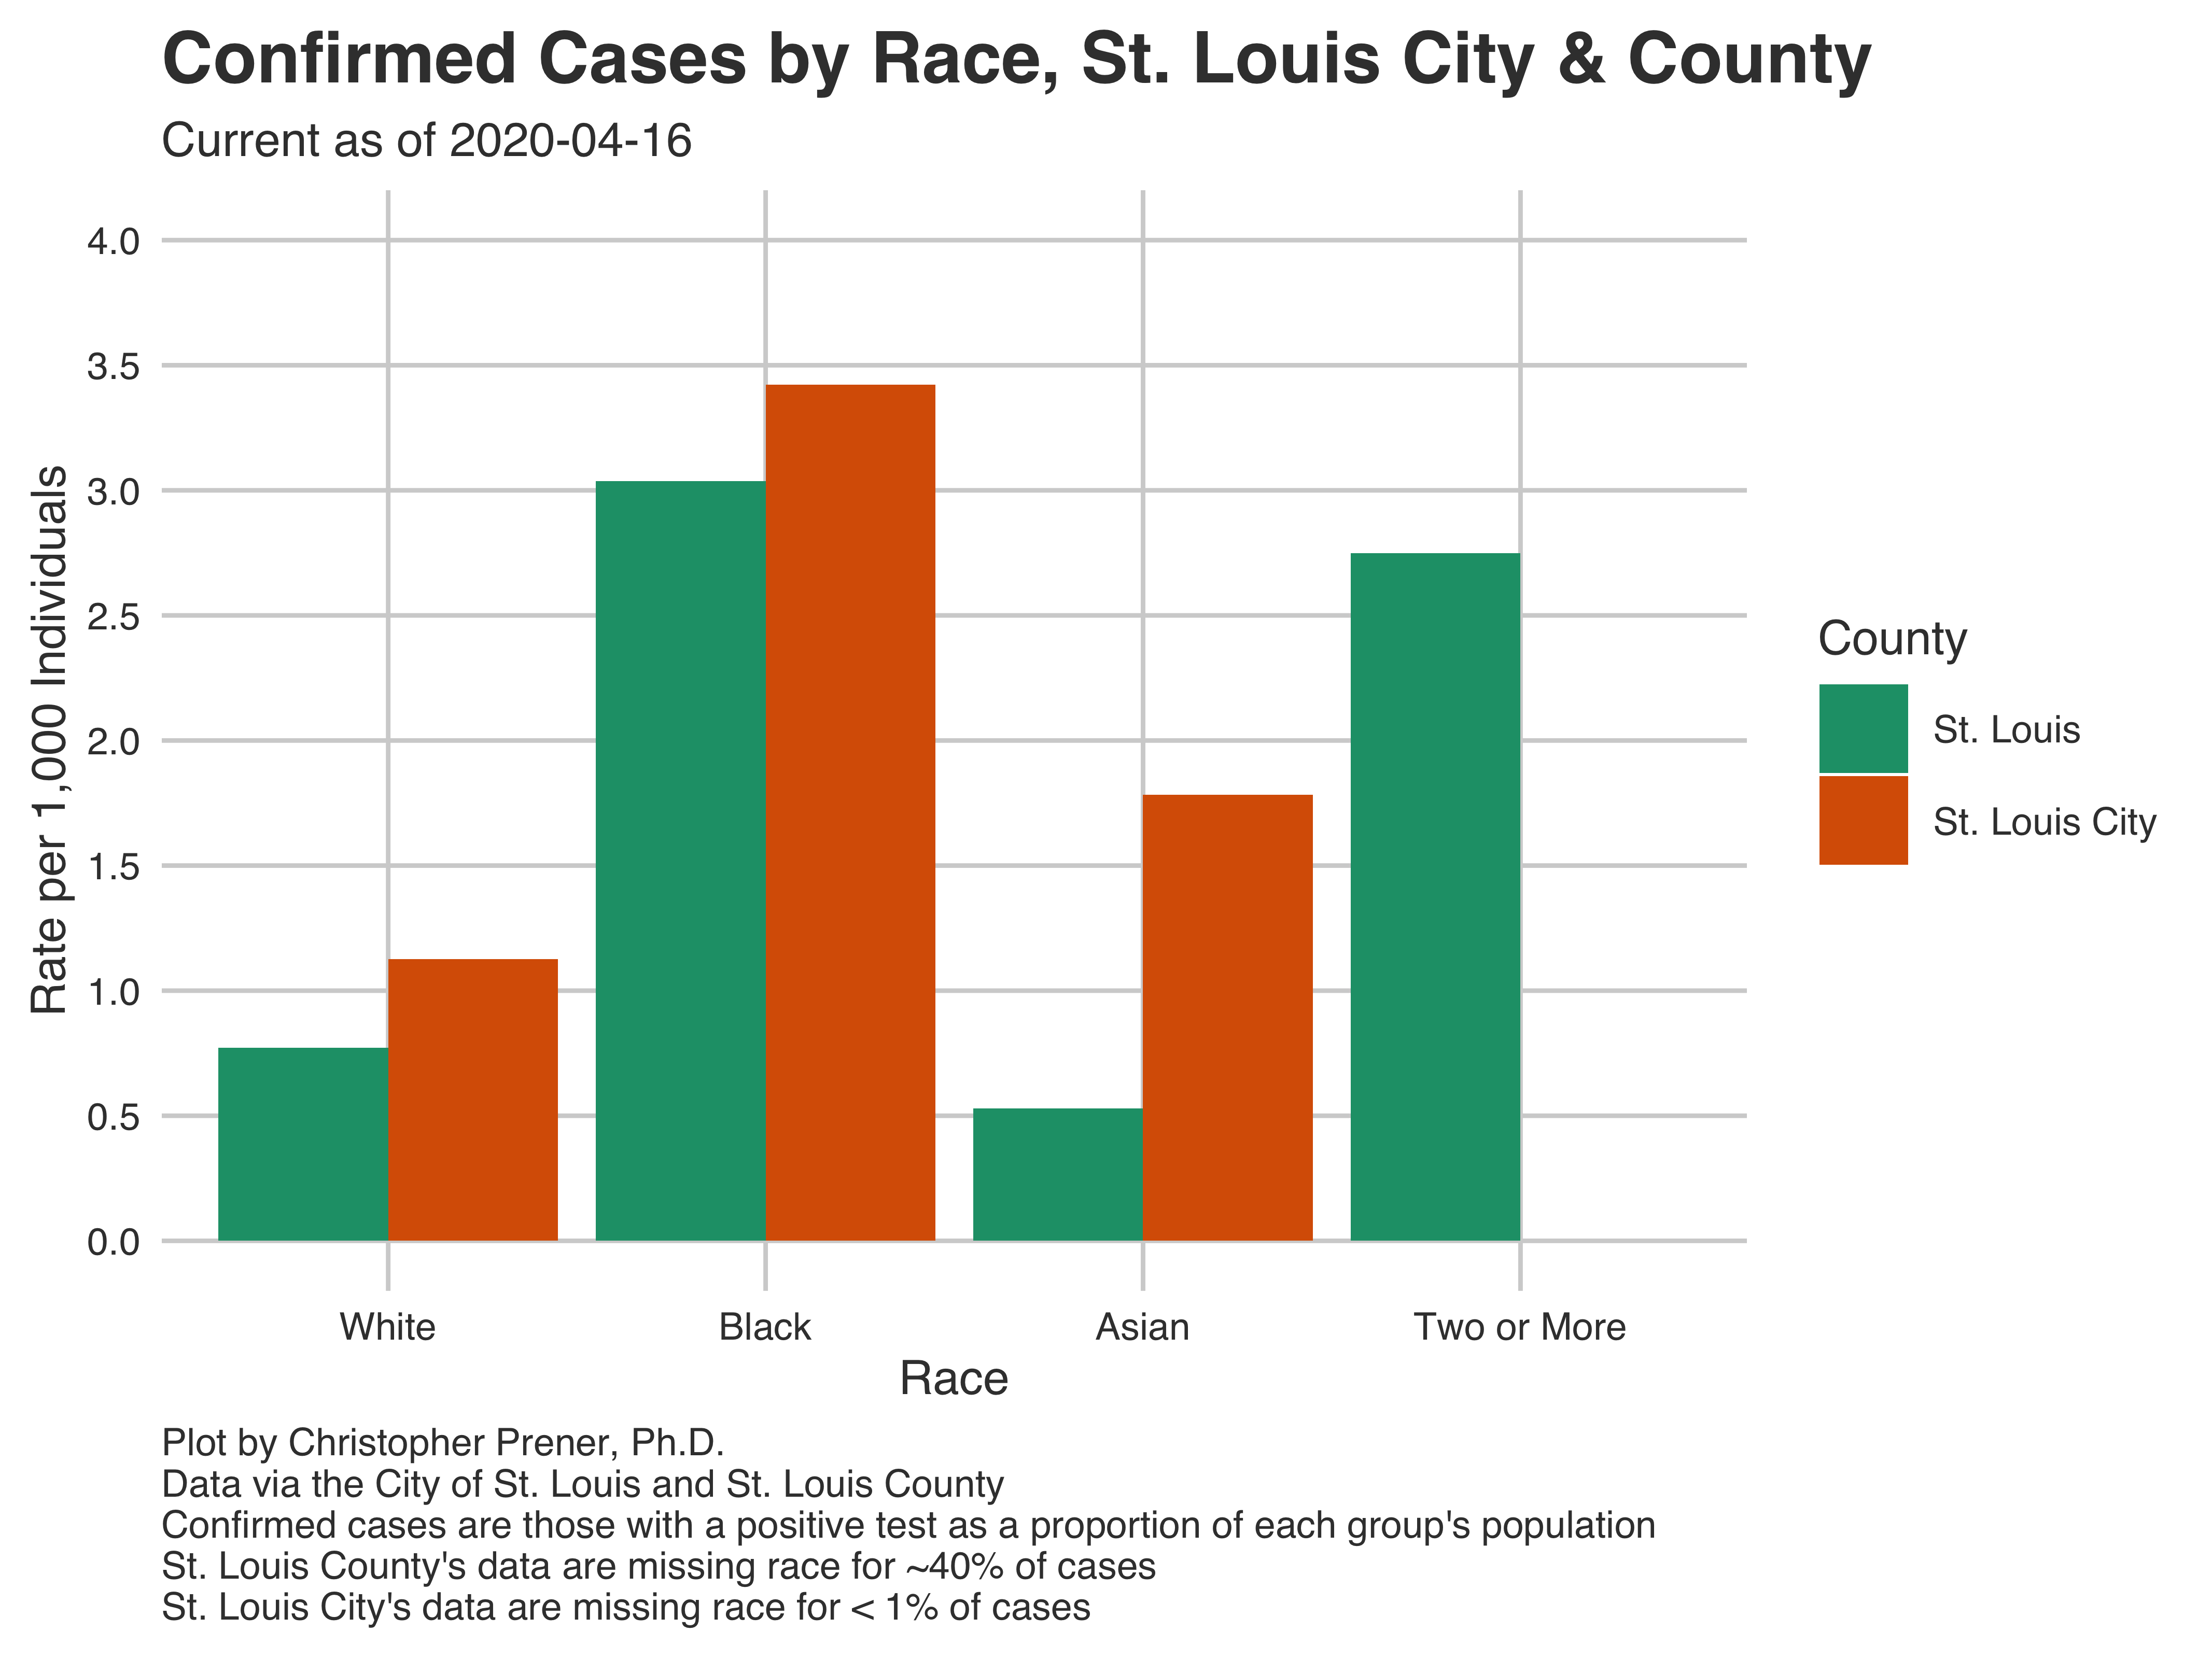 Confirmed Cases by Race, St. Louis City & County
Current as of 2020-04-16
4.0
3.5
3.0
2.5
2.0
1.5
1.0
0.5
0.0
Rate per 1,000 Individuals
White Black Asian Two or More
Race
County
St. Louis
St. Louis City
Plot by Christopher Prener, Ph.D.
Data via the City of St. Louis and St. Louis County
Confirmed cases are those with a positive test as a proportion of each group's population
St. Louis County's data are missing race for ~40% of cases
St. Louis City's data are missing race for < 1% of cases